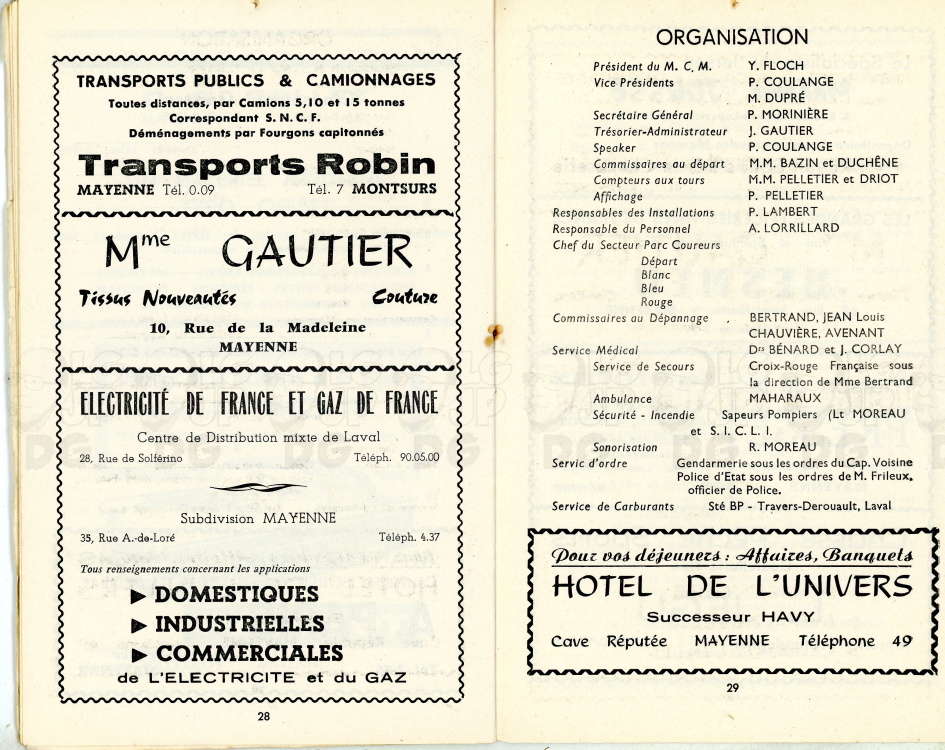 TRANSPORTS PUBLICS & CAMIONNAGES
Toutes distances, par Camions 5,10 et 15 tonnes
Correspondant S. N. C. F.
Déménagements par Fourgons capitonnés
Transports Robin
MAYENNE Tél. 0.09 Tél. 7 MONTSURS
Mme GAUTIER
Tissus Nouveautés Couture
10, Rue de la Madeleine
MAYENNE
ELECTRICITÉ DE FRANCE ET GAZ DE FRANCE
Centre de Distribution mixte de Laval
28, Rue de Solférino Téléph. 90.05.00
Subdivision MAYENNE
35, Rue A.-de-Loré Téléph. 4.37
Tous renseignements concernant les applications
► DOMESTIQUES
► INDUSTRIELLES
► COMMERCIALES
de L'ELECTRICITE et du GAZ
28
ORGANISATION
Président du M. C, M. Y. FLOCH
Vice Présidents P. COULANGE
M. DUPRÉ
Secrétaire Général P. MORINIÈRE
Trésorier-Administrateur J. GAUTIER
Speaker P. COULANGE
Commissaires au départ M.M. BAZIN et DUCHÊNE
Compteurs aux tours M.M. PELLETIER et DRIOT
Affichage P. PELLETIER
Responsables des Installations P. LAMBERT
Responsable du Personnel A. LORRILLARD
Chef du Secteur Parc Coureurs
Départ
Blanc
Bleu
Rouge
Commissaires au Dépannage BERTRAND, JEAN Louis
CHAUVIÈRE, AVENANT
Service Médical Drs BÉNARD et J. CORLAY
Service de Secours Croix-Rouge Française sous
la direction de Mme Bertrand
Ambulance MAHARAUX
Sécurité - Incendie Sapeurs Pompiers (Lt MOREAU
et S. I. C. L. I.
Sonorisation R. MOREAU
Servic d'ordre Gendarmerie sous les ordres du Cap. Voisine
Police d'Etat sous les ordres de M. Frileux,
officier de Police.
Service de Carburants Sté BP - Travers-Derouault, Laval
Pour vos déjeuners : Affaires, Banquets
HOTEL DE L'UNIVERS
Successeur HAVY
Cave Réputée MAYENNE Téléphone 49
29